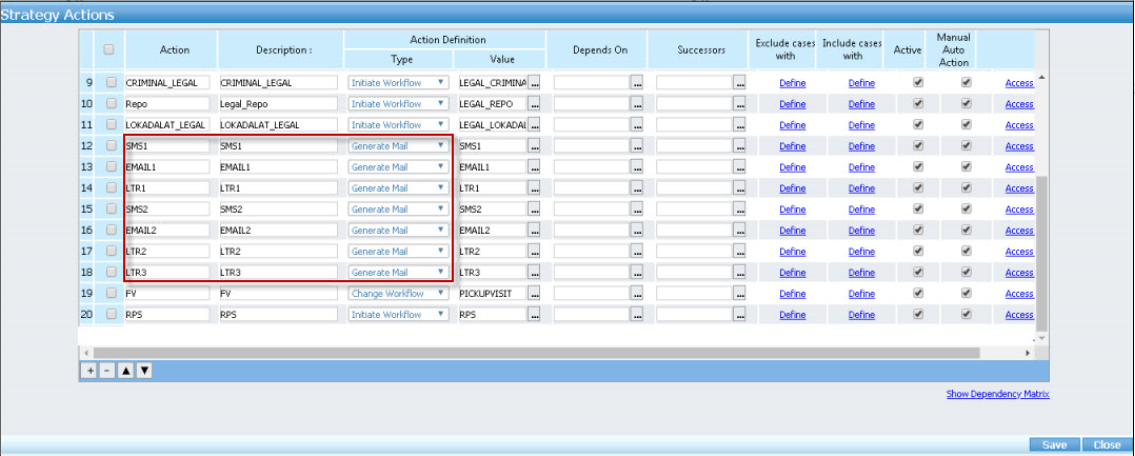 Strategy Actions
Action Description : Action Definition Type Value Depends On Successors Exclude cases with Include cases with Active Manual Auto Action
9 CRIMINAL_LEGAL CRIMINAL_LEGAL Initiate Workflow LEGAL_CRIMINA ... ... ... Define Define Access
10 Repo Legal_Repo Initiate Workflow LEGAL_REPO ... ... ... Define Define Access
11 LOKADALAT_LEGAL LOKADALAT_LEGAL Initiate Workflow LEGAL_LOKADAL ... ... ... Define Define Access
12 SMS1 SMS1 Generate Mail SMS1 ... ... ... Define Define Access
13 EMAIL1 EMAIL1 Generate Mail EMAIL1 ... ... ... Define Define Access
14 LTR1 LTR1 Generate Mail LTR1 ... ... ... Define Define Access
15 SMS2 SMS2 Generate Mail SMS2 ... ... ... Define Define Access
16 EMAIL2 EMAIL2 Generate Mail EMAIL2 ... ... ... Define Define Access
17 LTR2 LTR2 Generate Mail LTR2 ... ... ... Define Define Access
18 LTR3 LTR3 Generate Mail LTR3 ... ... ... Define Define Access
19 FV FV Change Workflow PICKUPVISIT ... ... ... Define Define Access
20 RPS RPS Initiate Workflow RPS ... ... ... Define Define Access
+ -
Show Dependency Matrix
Save Close